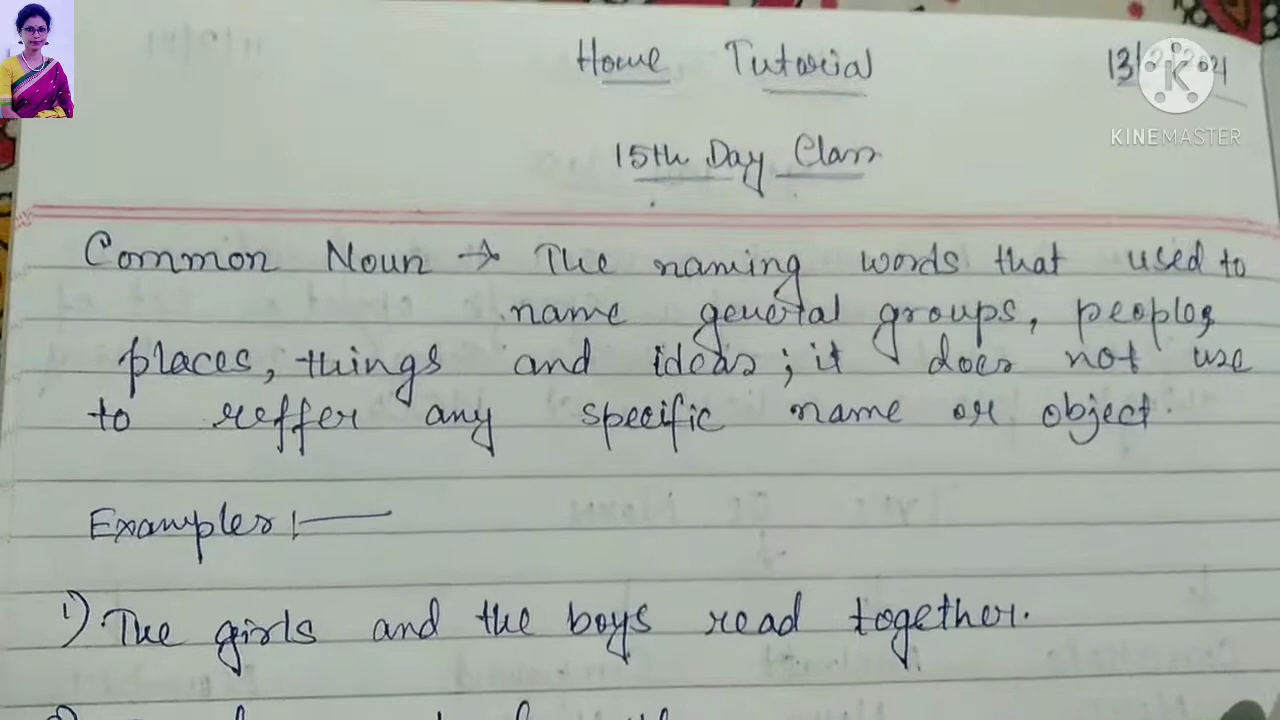 Home Tutorial
15th Day Class
KINEMASTER
Common Noun → The naming words that used to
name general groups, peoples,
places, things and ideas; it does not use
to reffer any specific name or object.
Examples :—
i) The girls and the boys read together.